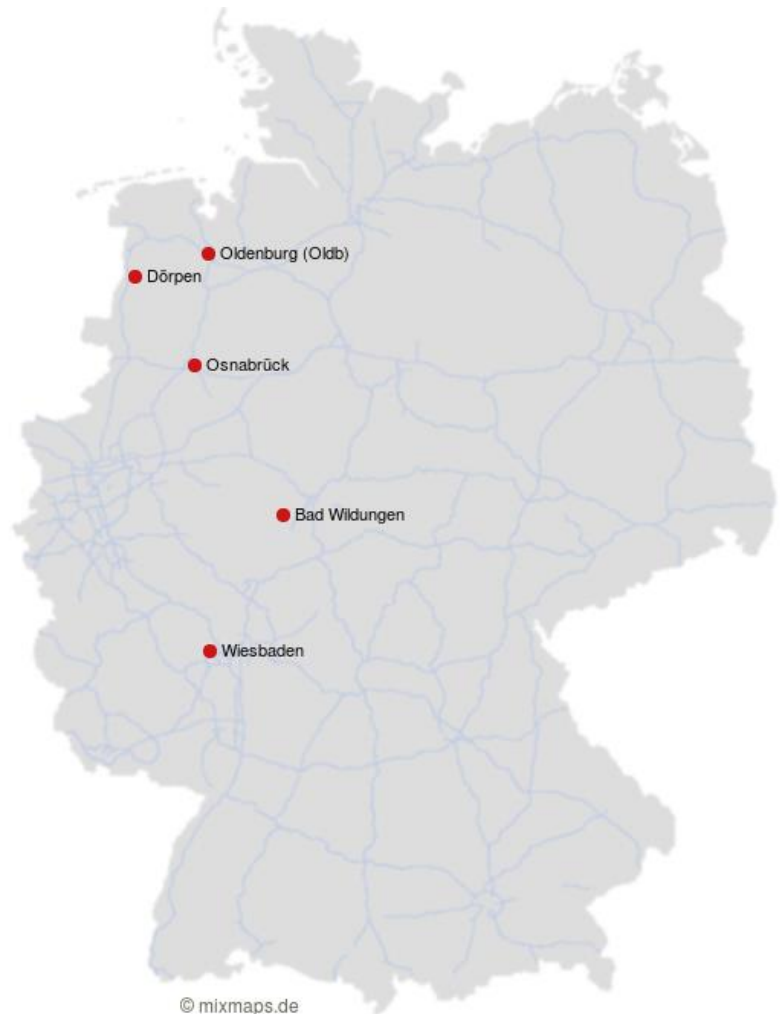 Oldenburg (Oldb)
Dörpen
Osnabrück
Bad Wildungen
Wiesbaden
© mixmaps.de